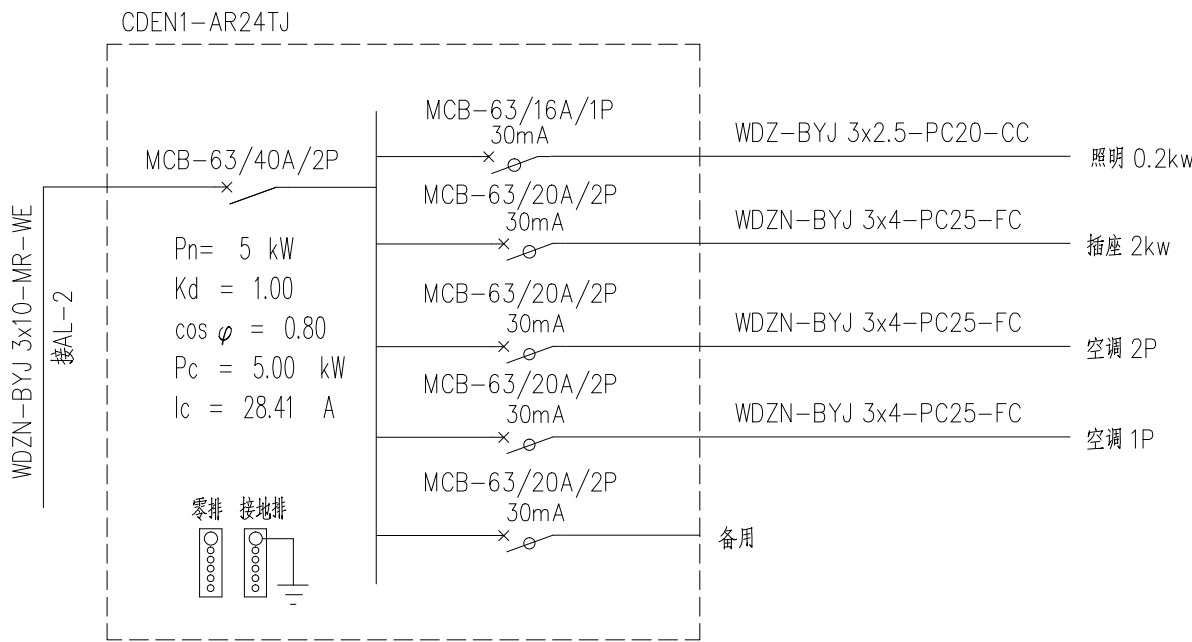 CDEN1-AR24TJ
MCB-63/40A/2P
WDZN-BYJ 3x10-MR-WE
接AL-2
Pn= 5 kW
Kd = 1.00
cosφ = 0.80
Pc = 5.00 kW
Ic = 28.41 A
零排 接地排
MCB-63/16A/1P
30mA
WDZ-BYJ 3x2.5-PC20-CC
照明 0.2kw
MCB-63/20A/2P
30mA
WDZN-BYJ 3x4-PC25-FC
插座 2kw
MCB-63/20A/2P
30mA
WDZN-BYJ 3x4-PC25-FC
空调 2P
MCB-63/20A/2P
30mA
WDZN-BYJ 3x4-PC25-FC
空调 1P
MCB-63/20A/2P
30mA
备用